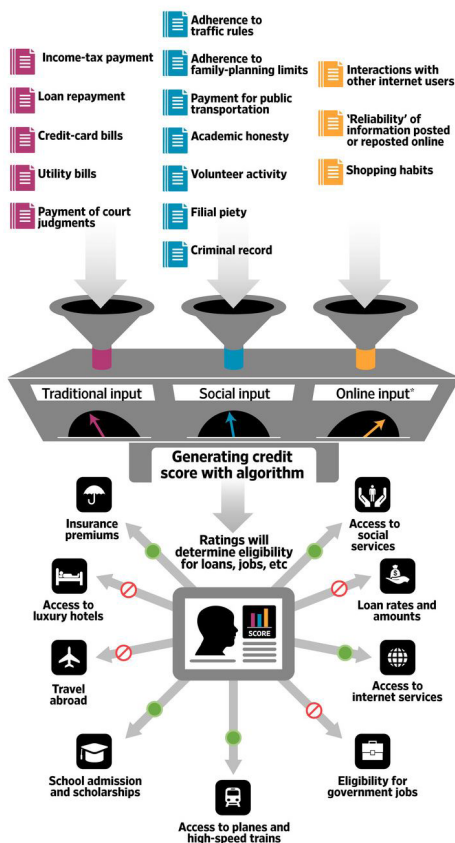 Income-tax payment
Loan repayment
Credit-card bills
Utility bills
Payment of court
judgments
Adherence to
traffic rules
Adherence to
family-planning limits
Payment for public
transportation
Academic honesty
Volunteer activity
Filial piety
Criminal record
Interactions with
other internet users
'Reliability' of
information posted
or reposted online
Shopping habits
Traditional input
Social input
Online input*
Generating credit
score with algorithm
Ratings will
determine eligibility
for loans, jobs, etc
Insurance
premiums
Access to
social services
Access to
luxury hotels
Loan rates and
amounts
SCORE
Travel
abroad
Access to
internet services
School admission
and scholarships
Eligibility for
government jobs
Access to planes and
high-speed trains